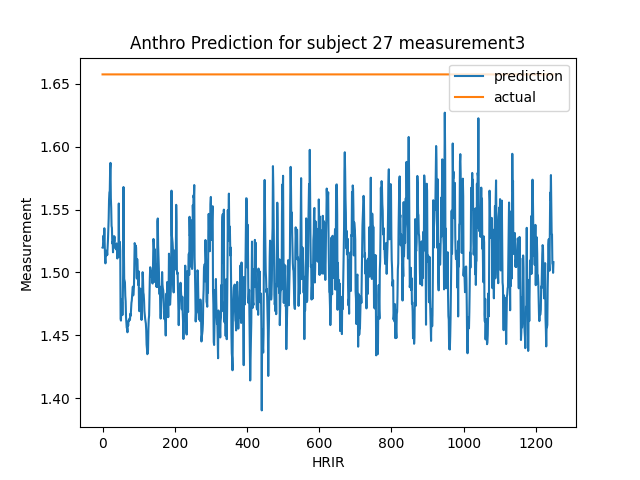 Anthro Prediction for subject 27 measurement3
prediction
actual
Measurement
1.65
1.60
1.55
1.50
1.45
1.40
0 200 400 600 800 1000 1200
HRIR